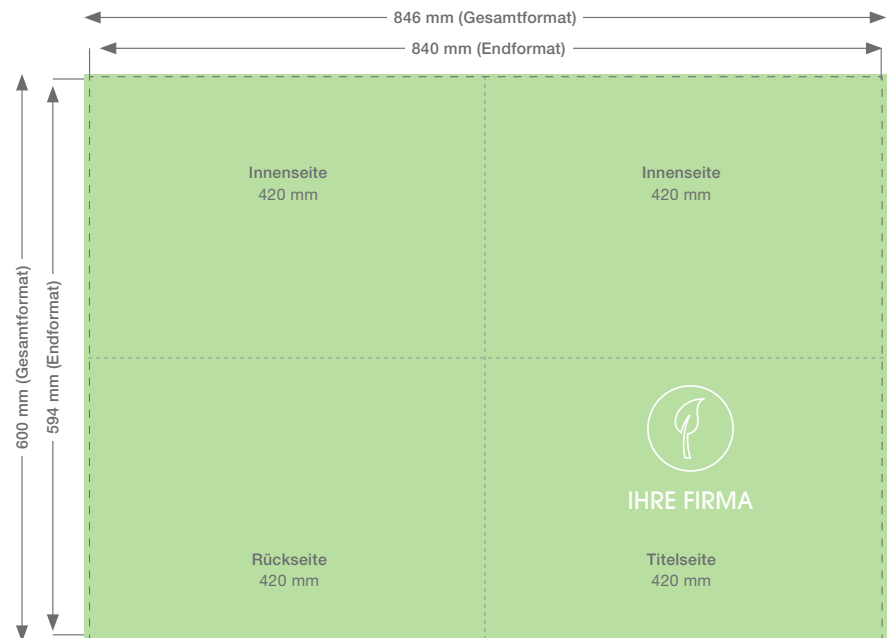 846 mm (Gesamtformat)
840 mm (Endformat)
600 mm (Gesamtformat)
594 mm (Endformat)
Innenseite
420 mm
Innenseite
420 mm
IHRE FIRMA
Rückseite
420 mm
Titelseite
420 mm